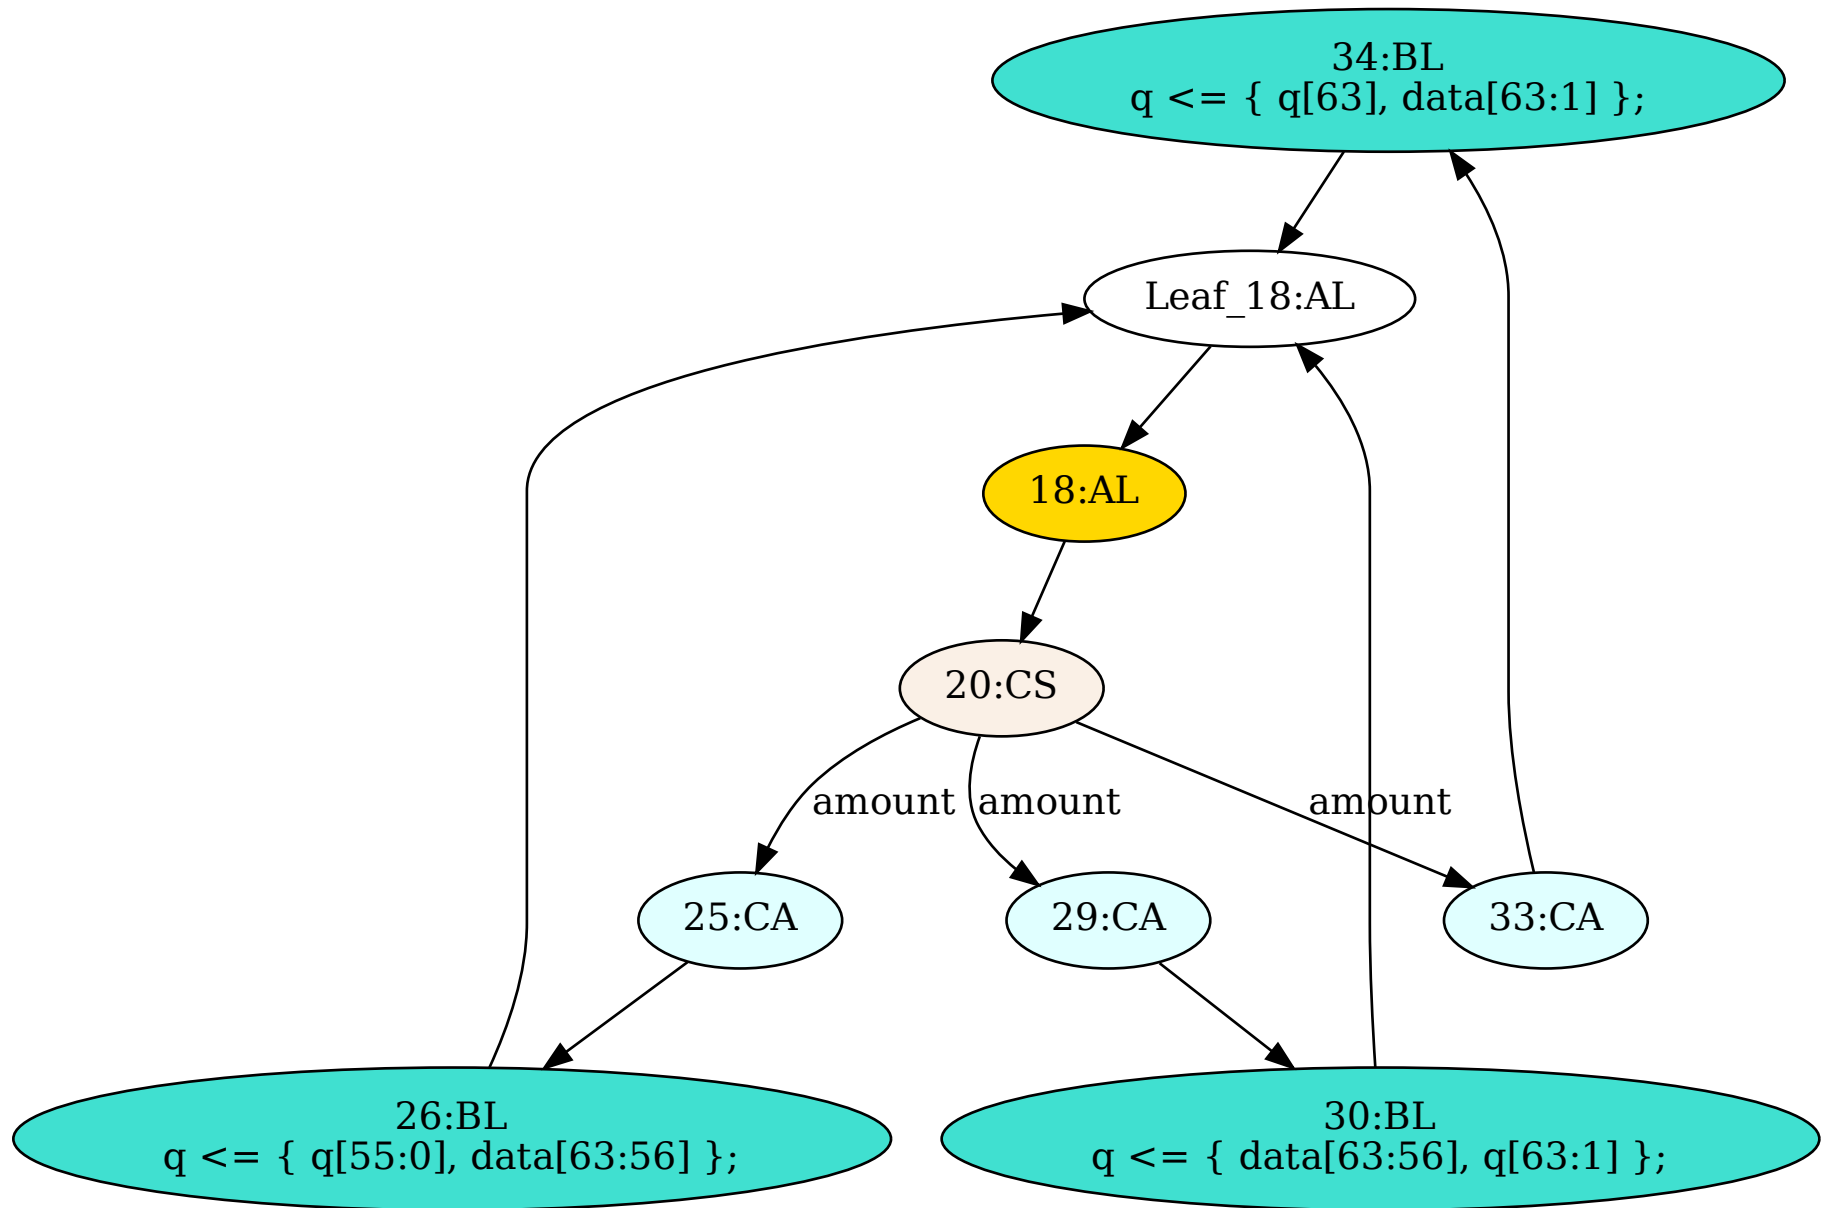 34:BL
q <= { q[63], data[63:1] };
Leaf_18:AL
18:AL
20:CS
amount
amount
amount
25:CA
29:CA
33:CA
26:BL
q <= { q[55:0], data[63:56] };
30:BL
q <= { data[63:56], q[63:1] };